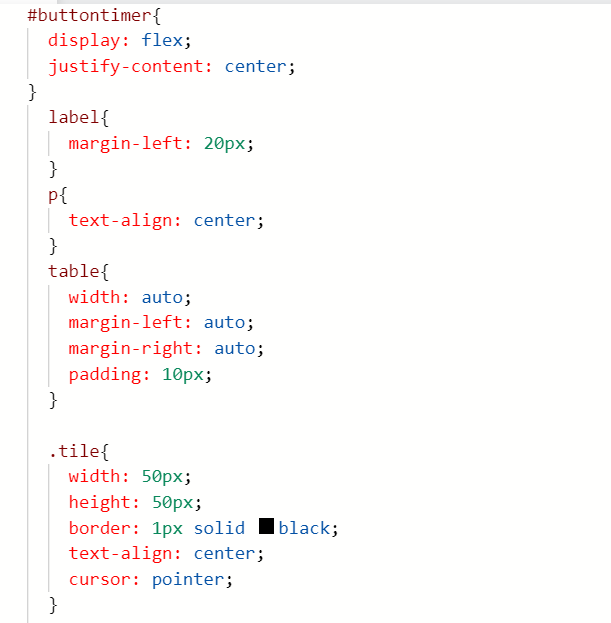 #buttontimer{
  display: flex;
  justify-content: center;
}
  label{
    margin-left: 20px;
  }
  p{
    text-align: center;
  }
  table{
    width: auto;
    margin-left: auto;
    margin-right: auto;
    padding: 10px;
  }

  .tile{
    width: 50px;
    height: 50px;
    border: 1px solid black;
    text-align: center;
    cursor: pointer;
  }